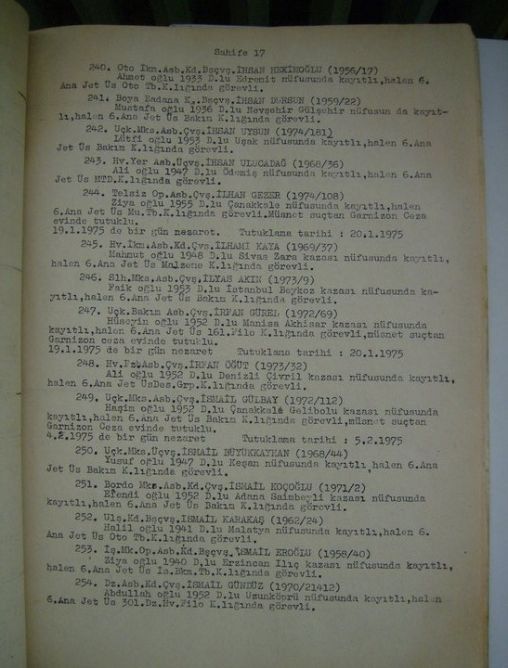 Sahife 17
240. Oto İkm.Asb.Kd.Bşçvş.İHSAN HEKİMOĞLU (1956/17)
Ahmet oğlu 1933 D.lu Edremit nüfusunda kayıtlı,halen 6.
Ana Jet Üs Oto Tb.K.lığında görevli.
241. Boya Badana K..Bşçvş.İHSAN DURSUN (1959/22)
Mustafa oğlu 1936 D.lu Nevşehir Gülşehir nüfusun da kayıt-
lı,halen 6.Ana Jet Üs Bakım K.lığında görevli.
242. Uçk.Mks.Asb.Çvş.İHSAN UYSUN (1974/181)
Lütfi oğlu 1953 D.lu Uşak nüfusunda kayıtlı,halen 6.Ana
Jet Üs Bakım K.lığında görevli.
243. Hv.Yer Asb.Üçvş.İHSAN ULUCADAĞ (1968/36)
Ali oğlu 1947 D.lu Ödemiş nüfusunda kayıtlı,halen 6.Ana
Jet Üs MTD.K.lığında görevli.
244. Telsiz Op.Asb.Çvş.İLHAN GEZER (1974/108)
Ziya oğlu 1955 D.lu Çanakkale nüfusunda kayıtlı,halen
6.Ana Jet Üs Mu.Tb.K.lığında görevli.Müsnet suçtan Garnizon Ceza
evinde tutuklu.
19.1.1975 de bir gün nezaret. Tutuklama tarihi : 20.1.1975
245. Hv.İkm.Asb.Kd.Çvş.İLHAMİ KAYA (1969/37)
Mahmut oğlu 1948 D.lu Sivas Zara kazası nüfusunda kayıtlı,
halen 6.Ana Jet Üs Malzeme K.lığında görevli.
246. Slh.Mks.Asb.Çvş.İLYAS AKIN (1973/9)
Faik oğlu 1953 D.lu İstanbul Beykoz kazası nüfusunda ka-
yıtlı,halen 6.Ana Jet Üs Bakım K.lığında görevli.
247. Uçk.Bakım Asb.Çvş.İRFAN GÜREL (1972/69)
Hüseyin oğlu 1952 D.lu Manisa Akhisar kazası nüfusunda
kayıtlı,halen 6.Ana Jet Üs 161.Filo K.lığında görevli,müsnet suçtan
Garnizon ceza evinde tutuklu.
19.1.1975 de bir gün nezaret Tutuklama tarihi : 20.1.1975
248. Hv.Asb.Çvş.İRFAN ÖĞÜT (1973/32)
Ali oğlu 1952 D.lu Denizli Çivril kazası nüfusunda kayıtlı,
halen 6.Ana Jet ÜsDes.Grp.K.lığında görevli.
249. Uçk.Mks.Asb.Çvş.İSMAİL GÜLBAY (1972/112)
Haşim oğlu 1952 D.lu Çanakkale Gelibolu kazası nüfusunda
kayıtlı,halen 6.Ana Jet Üs Bakım K.lığında görevli,müsnet suçtan
Garnizon Ceza evinde tutuklu.
4.2.1975 de bir gün nezaret Tutuklama tarihi : 5.2.1975
250. Uçk.Mks.Üçvş.İSMAİL BÜYÜKKAYHAN (1968/44)
Yusuf oğlu 1947 D.lu Keşan nüfusunda kayıtlı,halen 6.Ana
Jet Üs Bakım K.lığında görevli.
251. Bordo Mks.Asb.Kd.Çvş.İSMAİL KOÇOĞLU (1971/2)
Efendi oğlu 1952 D.lu Adana Saimbeyli kazası nüfusunda
kayıtlı,halen 6.Ana Jet Üs Bakım K.lığında görevli.
252. Ulş.Kd.Bşçvş.İSMAİL KARAKAŞ (1962/24)
Halil oğlu 1941 D.lu Malatya nüfusunda kayıtlı,halen 6.
Ana Jet Üs Oto Tb.K.lığında görevli.
253. İş.Mk.Op.Asb.Kd.Bşçvş.İSMAİL EROĞLU (1958/40)
Ziya oğlu 1940 D.lu Erzincan Ilıç kazası nüfusunda kayıtlı,
halen 6.Ana Jet Üs İs.Bkm.Tb.K.lığında görevli.
254. Dz.Asb.Kd.Çvş.İSMAİL GÜNDÜZ (1970/21412)
Abdullah oğlu 1952 D.lu Uzunköprü nüfusunda kayıtlı,halen
6.Ana Jet Üs 301.Dz.Hv.Filo K.lığında görevli.